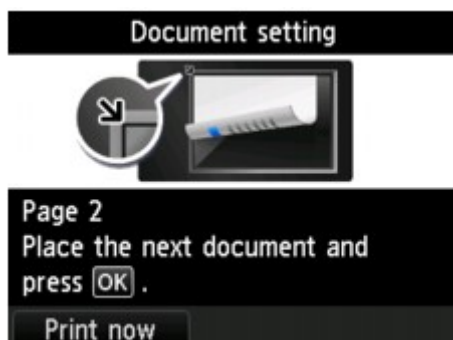 Document setting
Page 2
Place the next document and
press OK .
Print now